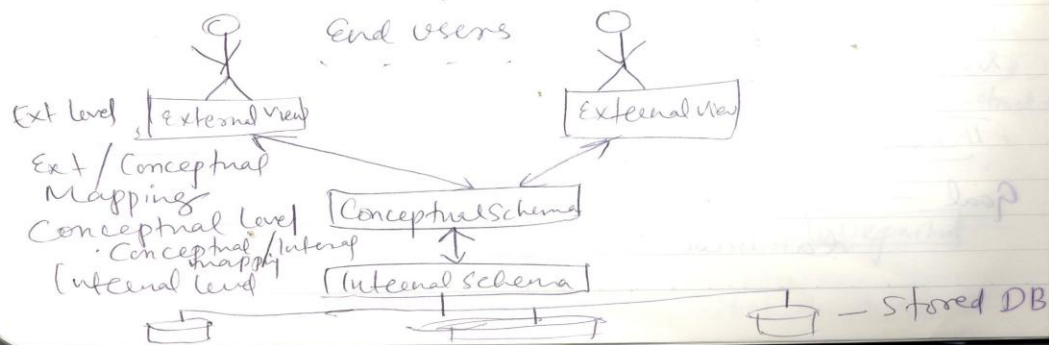 End users
Ext level
External view
External view
Ext / Conceptual
Mapping
Conceptual Schema
Conceptual level
Conceptual / Internal
mapping
Internal level
Internal schema
Stored DB
Goal